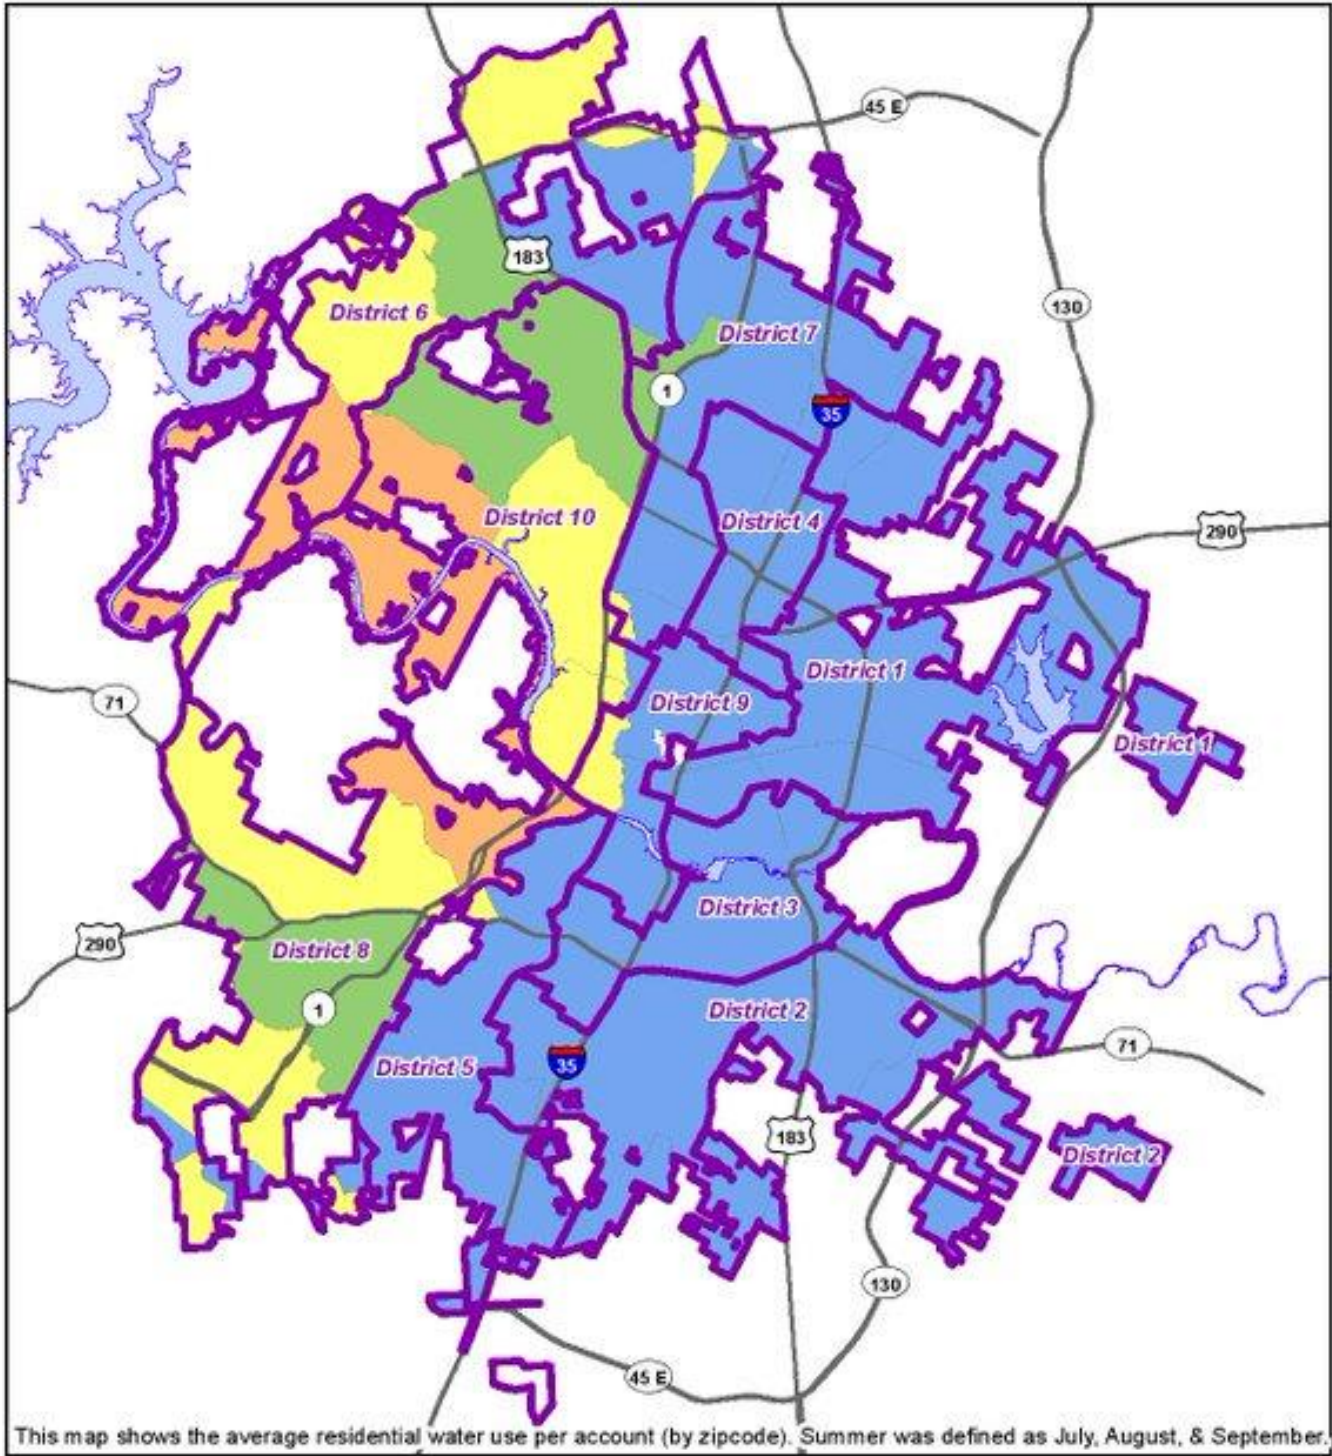 45 E
183
District 6
130
District 7
1
35
District 10
District 4
290
District 1
71
District 9
District 1
District 3
290
District 8
1
District 2
District 5
35
71
183
District 2
130
45 E
This map shows the average residential water use per account (by zipcode). Summer was defined as July, August, & September.